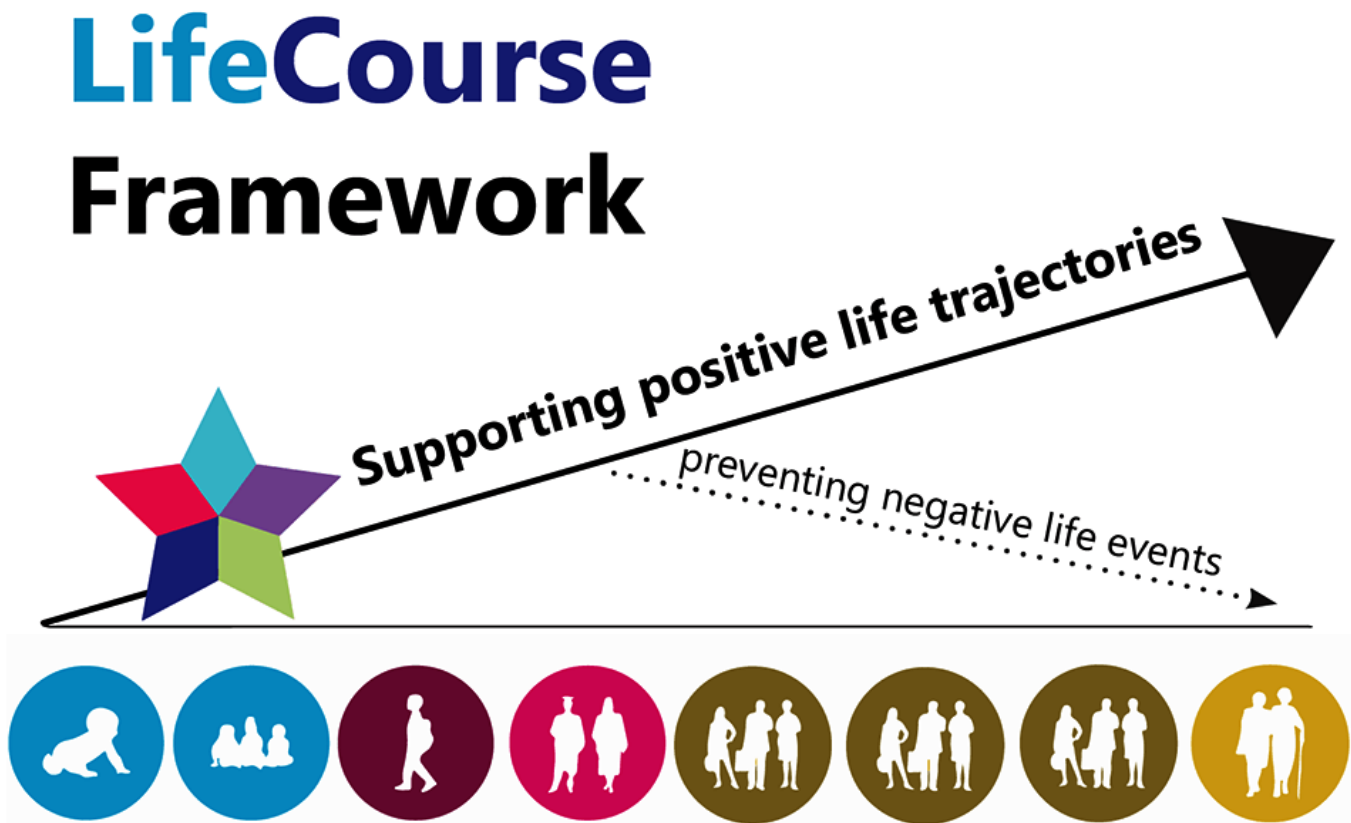 LifeCourse
Framework
Supporting positive life trajectories
preventing negative life events